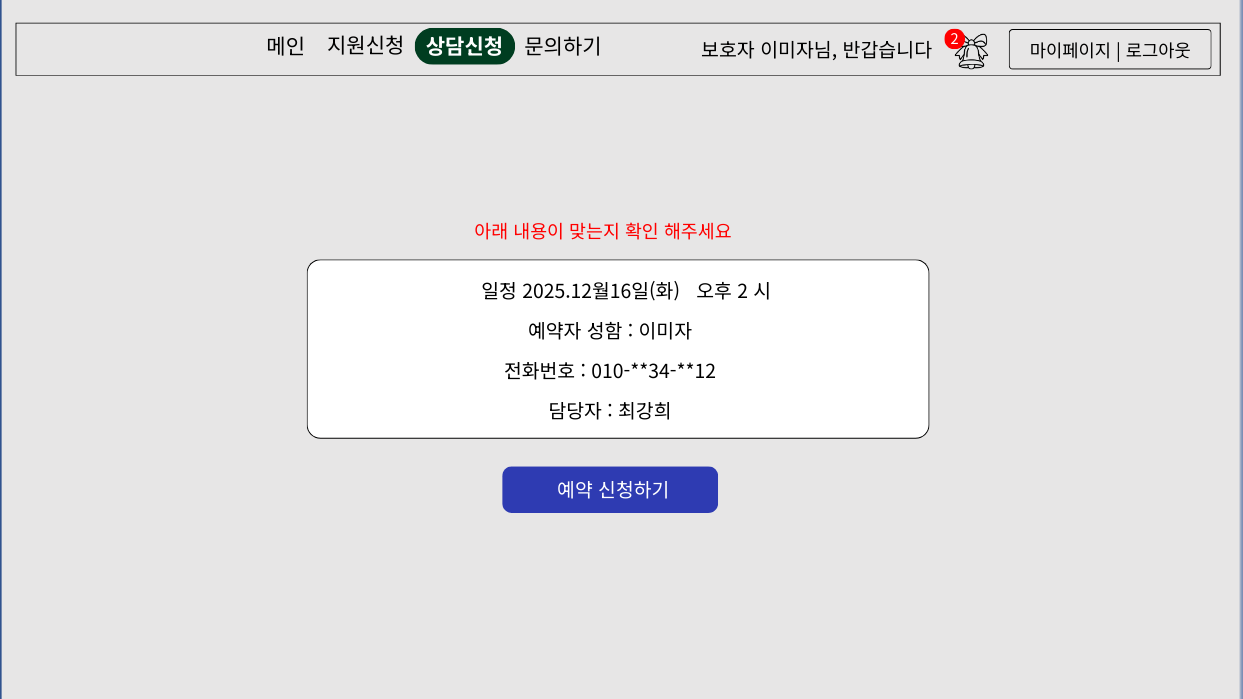 메인 지원신청 상담신청 문의하기 보호자 이미자님, 반갑습니다 2 마이페이지 | 로그아웃
아래 내용이 맞는지 확인 해주세요
일정 2025.12월16일(화) 오후 2 시
예약자 성함 : 이미자
전화번호 : 010-**34-**12
담당자 : 최강희
예약 신청하기